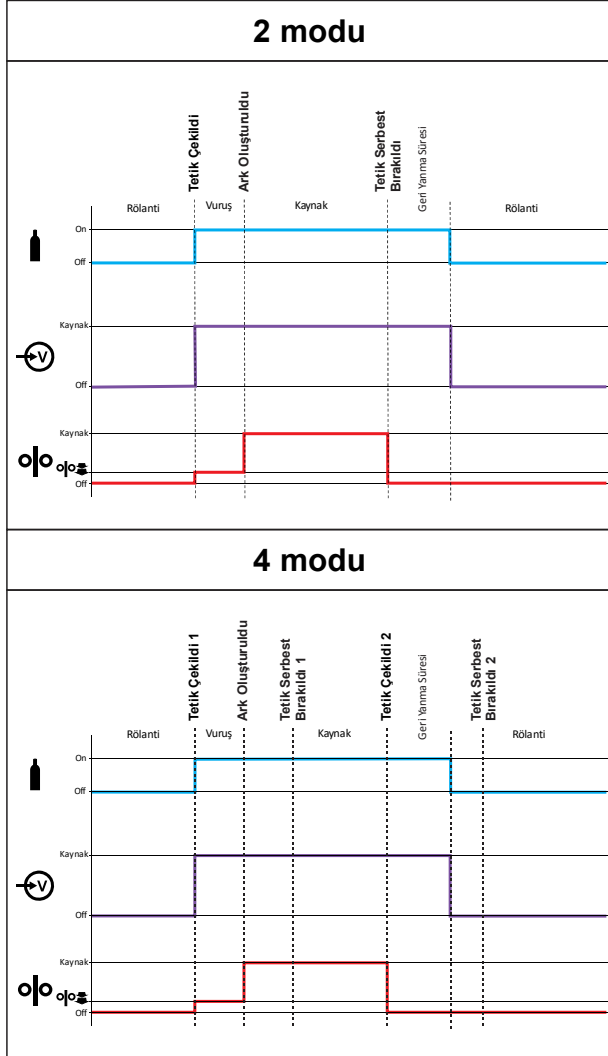 2 modu
Tetik Çekildi
Ark Oluşturuldu
Tetik Serbest
Bırakıldı
Geri Yanma Süresi
Rölanti
Vuruş
Kaynak
Rölanti
On
Off
Kaynak
V
Off
Kaynak
Off
4 modu
Tetik Çekildi 1
Ark Oluşturuldu
Tetik Serbest
Bırakıldı 1
Tetik Çekildi 2
Geri Yanma Süresi
Tetik Serbest
Bırakıldı 2
Rölanti
Vuruş
Kaynak
Rölanti
On
Off
Kaynak
V
Off
Kaynak
Off